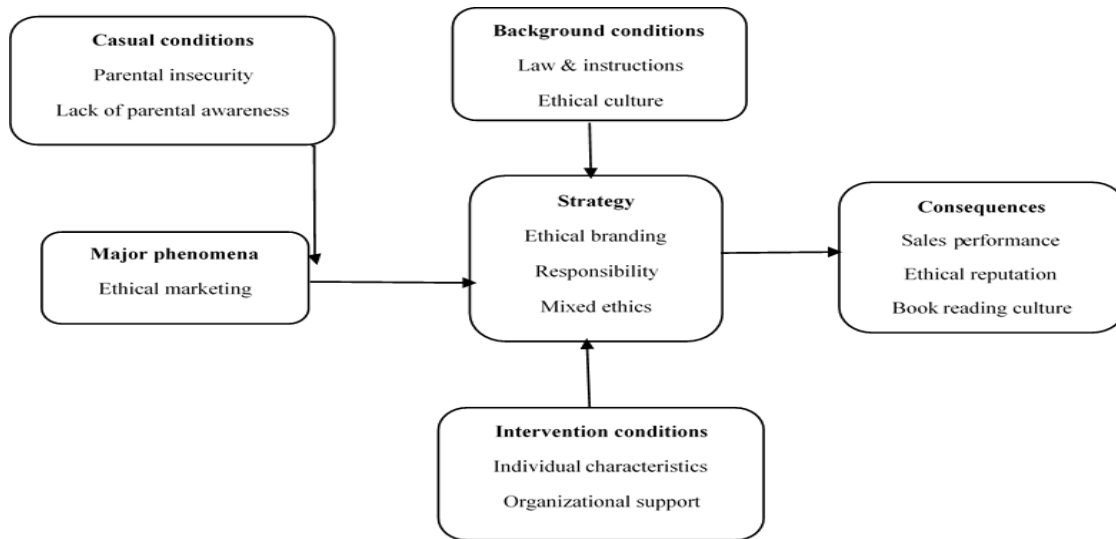 Casual conditions
Parental insecurity
Lack of parental awareness
Background conditions
Law & instructions
Ethical culture
Major phenomena
Ethical marketing
Strategy
Ethical branding
Responsibility
Mixed ethics
Consequences
Sales performance
Ethical reputation
Book reading culture
Intervention conditions
Individual characteristics
Organizational support